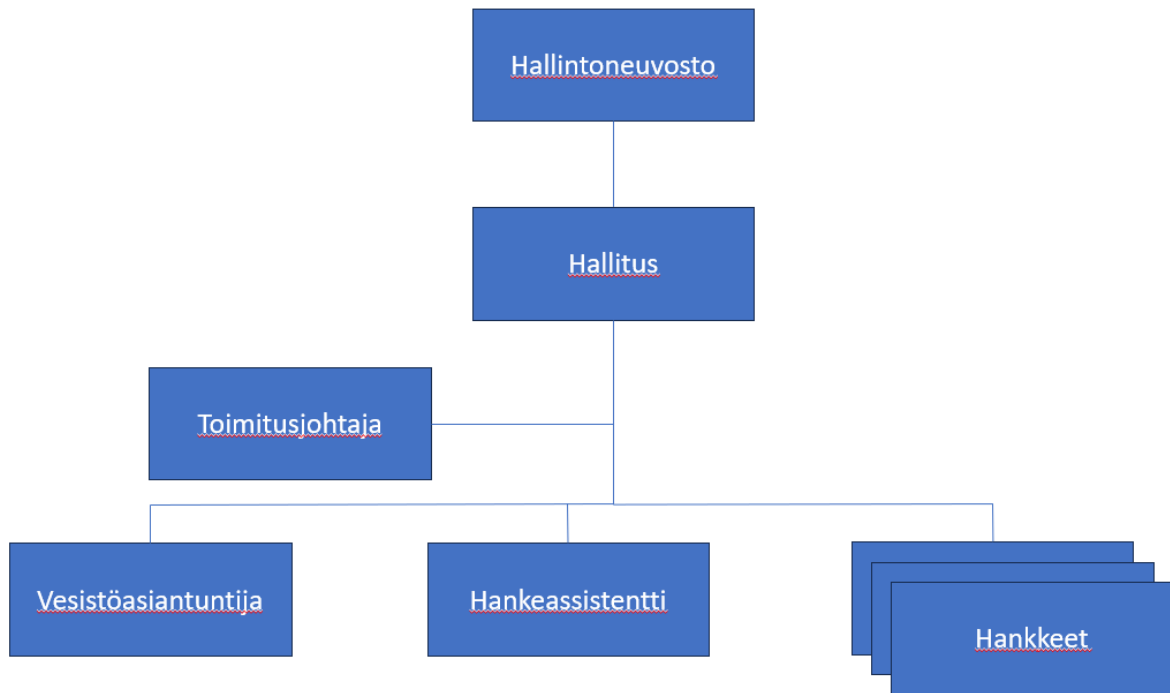 Hallintoneuvosto
Hallitus
Toimitusjohtaja
Vesistöasiantuntija
Hankeassistentti
Hankkeet